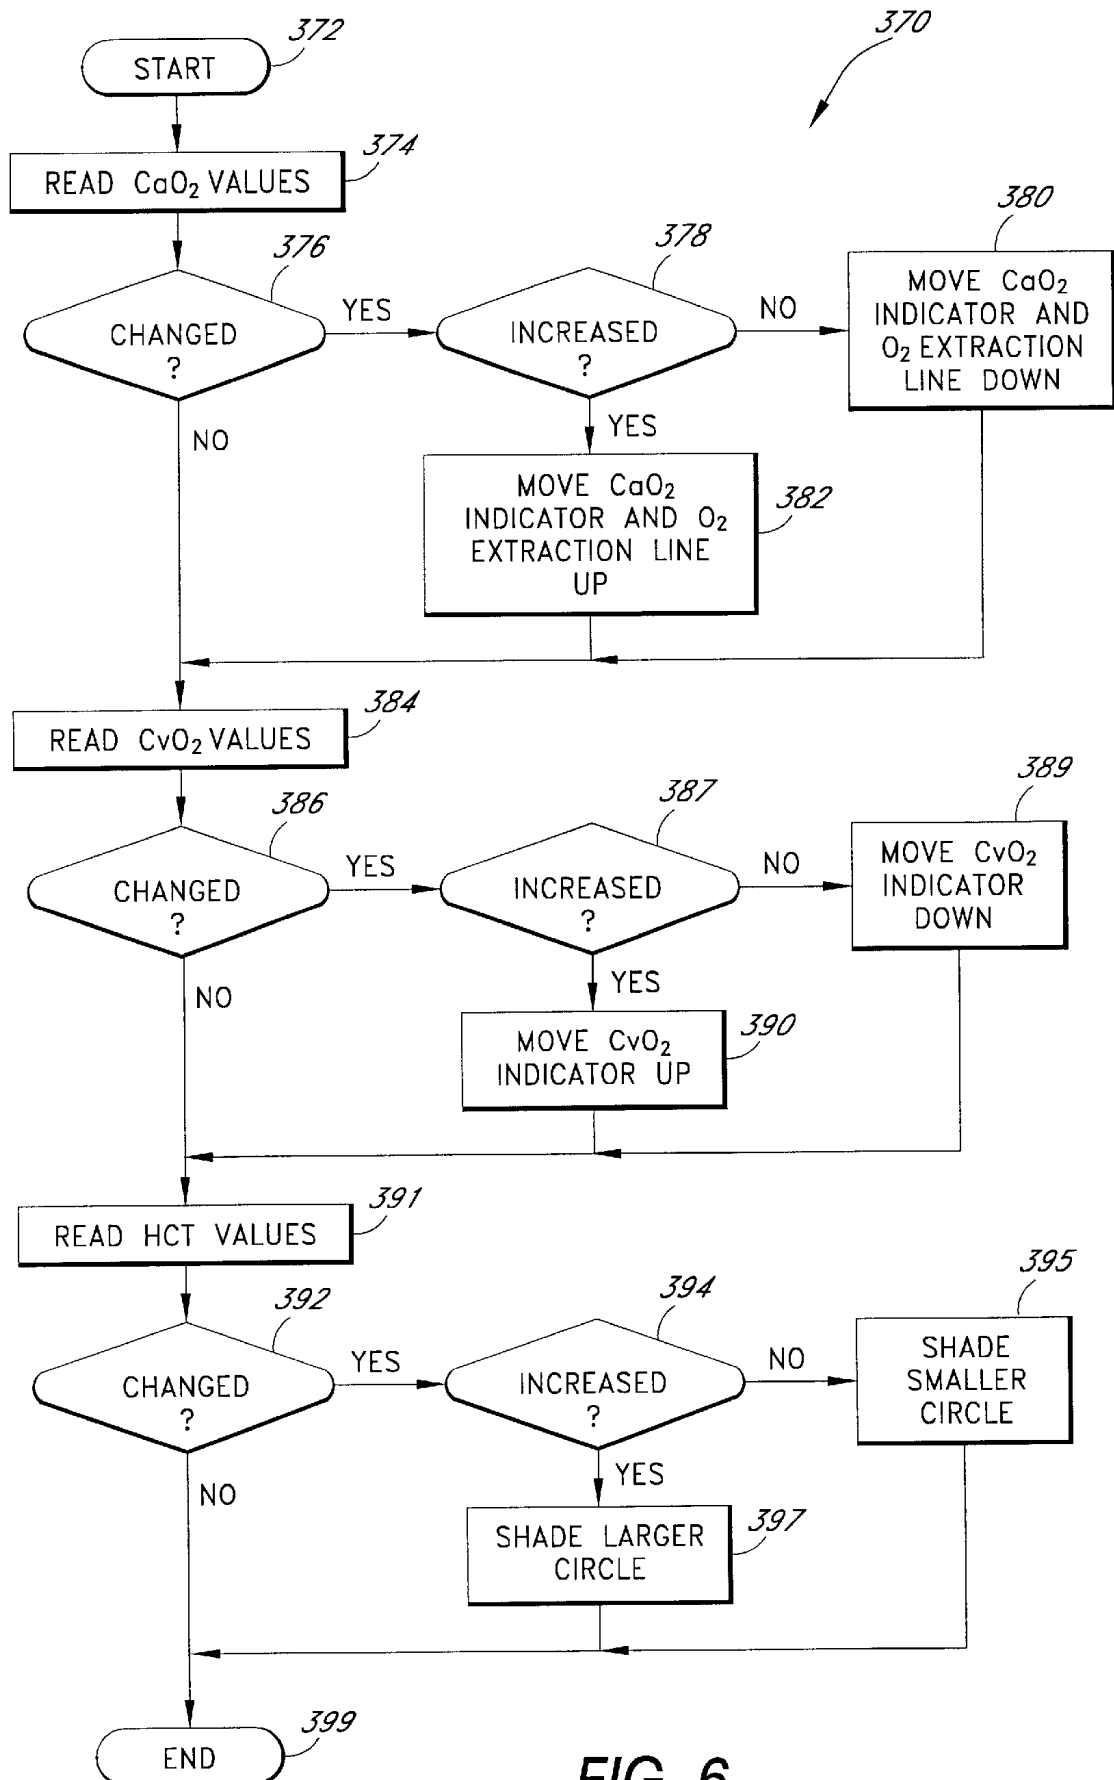 372
370
START
374
READ CaO₂ VALUES
376
378
380
CHANGED
?
YES
INCREASED
?
NO
MOVE CaO₂
INDICATOR AND
O₂ EXTRACTION
LINE DOWN
NO
YES
382
MOVE CaO₂
INDICATOR AND O₂
EXTRACTION LINE
UP
384
READ CvO₂ VALUES
386
387
389
CHANGED
?
YES
INCREASED
?
NO
MOVE CvO₂
INDICATOR
DOWN
NO
YES
390
MOVE CvO₂
INDICATOR UP
391
READ HCT VALUES
392
394
395
CHANGED
?
YES
INCREASED
?
NO
SHADE
SMALLER
CIRCLE
NO
YES
397
SHADE LARGER
CIRCLE
399
END
FIG. 6